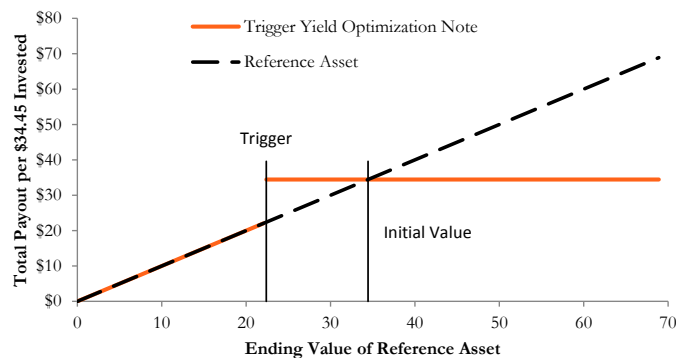 $80
$70
$60
$50
$40
$30
$20
$10
$0
Total Payout per $34.45 Invested
Trigger Yield Optimization Note
Reference Asset
Trigger
Initial Value
0 10 20 30 40 50 60 70
Ending Value of Reference Asset